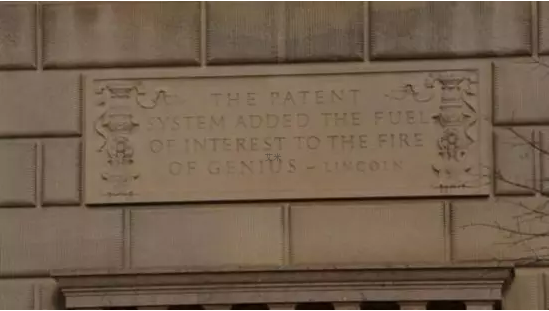 THE PATENT
SYSTEM ADDED THE FUEL
OF INTEREST TO THE FIRE
OF GENIUS – LINCOLN